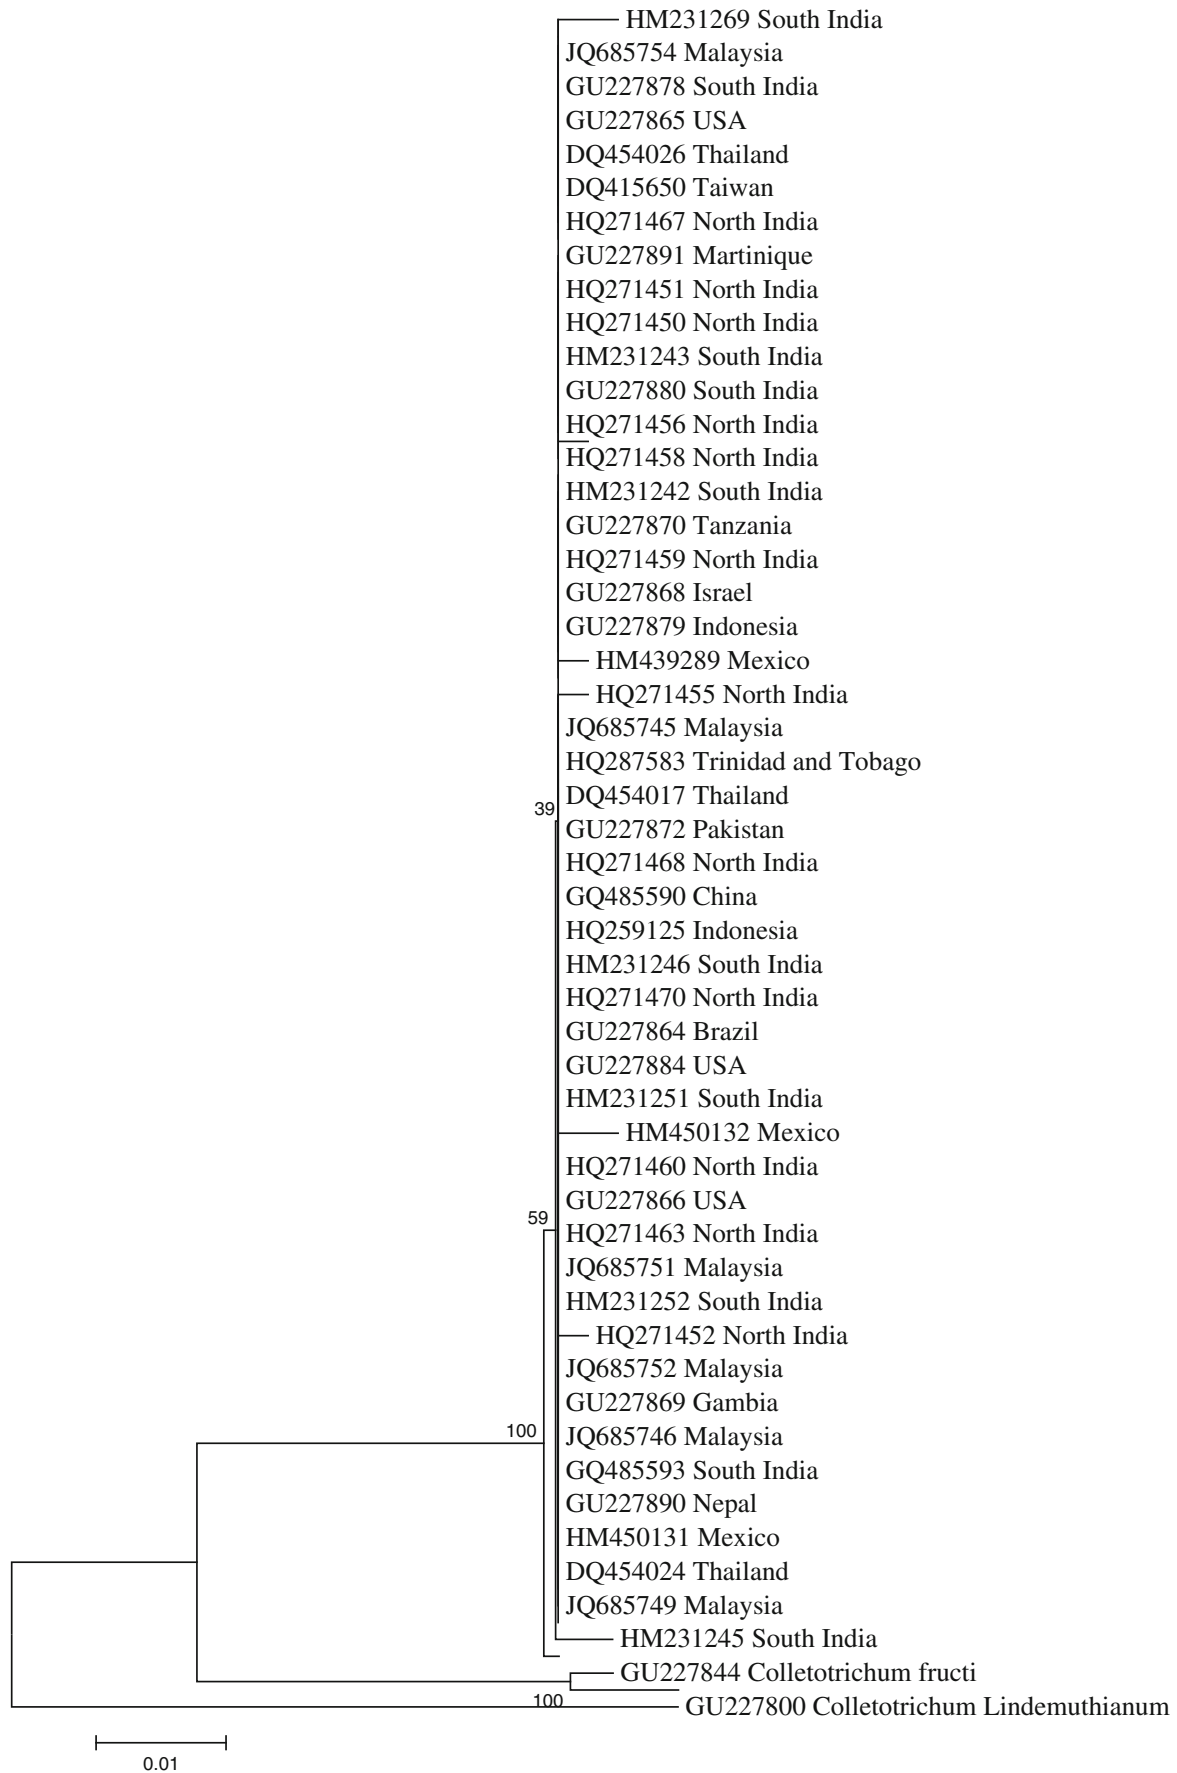 HM231269 South India
JQ685754 Malaysia
GU227878 South India
GU227865 USA
DQ454026 Thailand
DQ415650 Taiwan
HQ271467 North India
GU227891 Martinique
HQ271451 North India
HQ271450 North India
HM231243 South India
GU227880 South India
HQ271456 North India
HQ271458 North India
HM231242 South India
GU227870 Tanzania
HQ271459 North India
GU227868 Israel
GU227879 Indonesia
HM439289 Mexico
HQ271455 North India
JQ685745 Malaysia
HQ287583 Trinidad and Tobago
DQ454017 Thailand
39
GU227872 Pakistan
HQ271468 North India
GQ485590 China
HQ259125 Indonesia
HM231246 South India
HQ271470 North India
GU227864 Brazil
GU227884 USA
HM231251 South India
HM450132 Mexico
HQ271460 North India
GU227866 USA
59
HQ271463 North India
JQ685751 Malaysia
HM231252 South India
HQ271452 North India
JQ685752 Malaysia
GU227869 Gambia
100
JQ685746 Malaysia
GQ485593 South India
GU227890 Nepal
HM450131 Mexico
DQ454024 Thailand
JQ685749 Malaysia
HM231245 South India
GU227844 Colletotrichum fructi
100
GU227800 Colletotrichum Lindemuthianum
0.01